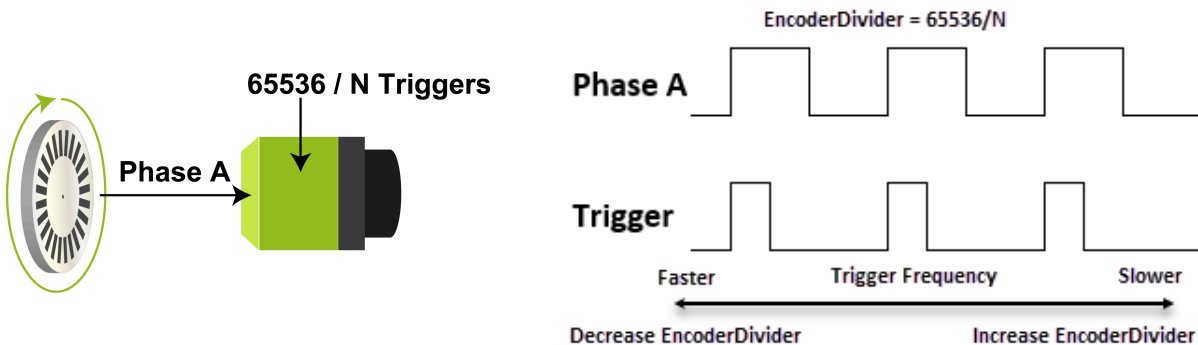 65536 / N Triggers
Phase A
EncoderDivider = 65536/N
Phase A
Trigger
Faster
Trigger Frequency
Slower
Decrease EncoderDivider
Increase EncoderDivider